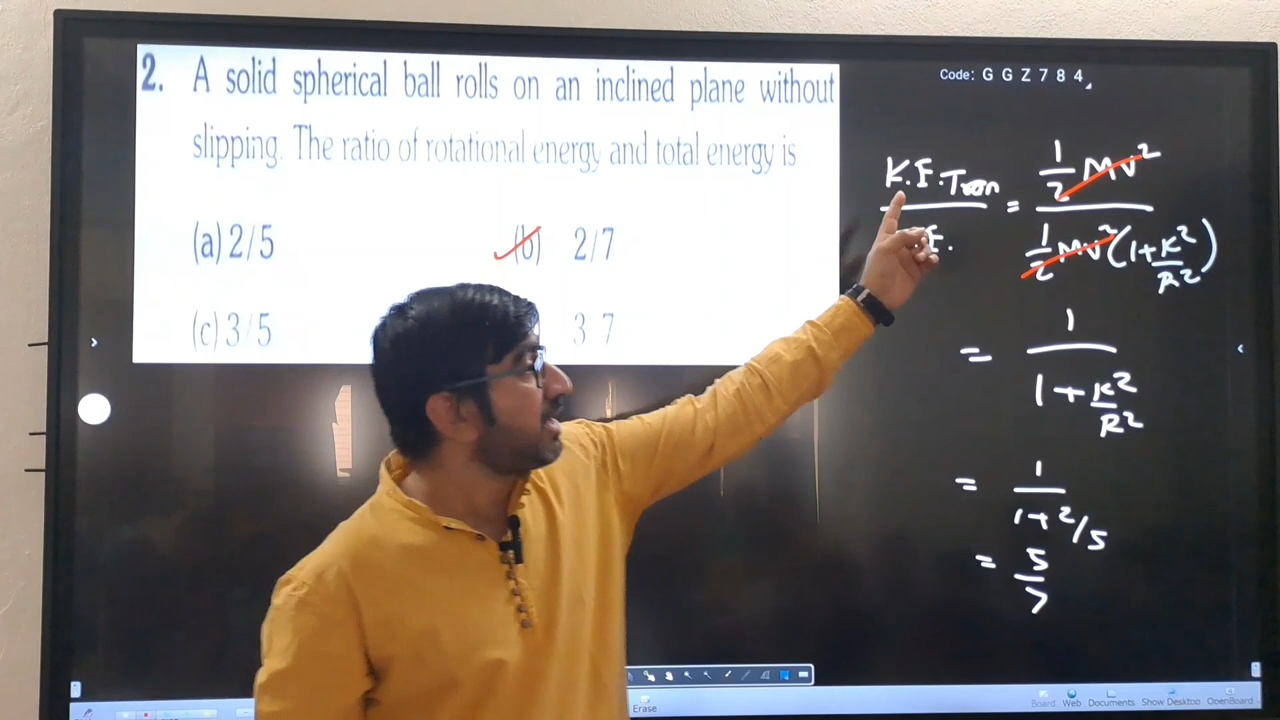 Code: G G Z 7 8 4
2. A solid spherical ball rolls on an inclined plane without
slipping. The ratio of rotational energy and total energy is
(a) 2/5 (b) 2/7
(c) 3/5 3 7
K.E. Tran = 1/2 Mv² / 1/2 Mv² (1+K²/R²)
E.
= 1 / 1+K²/R²
= 1 / 1+2/5
= 5/7
Erase
Board Web Documents Show Desktop OpenBoard